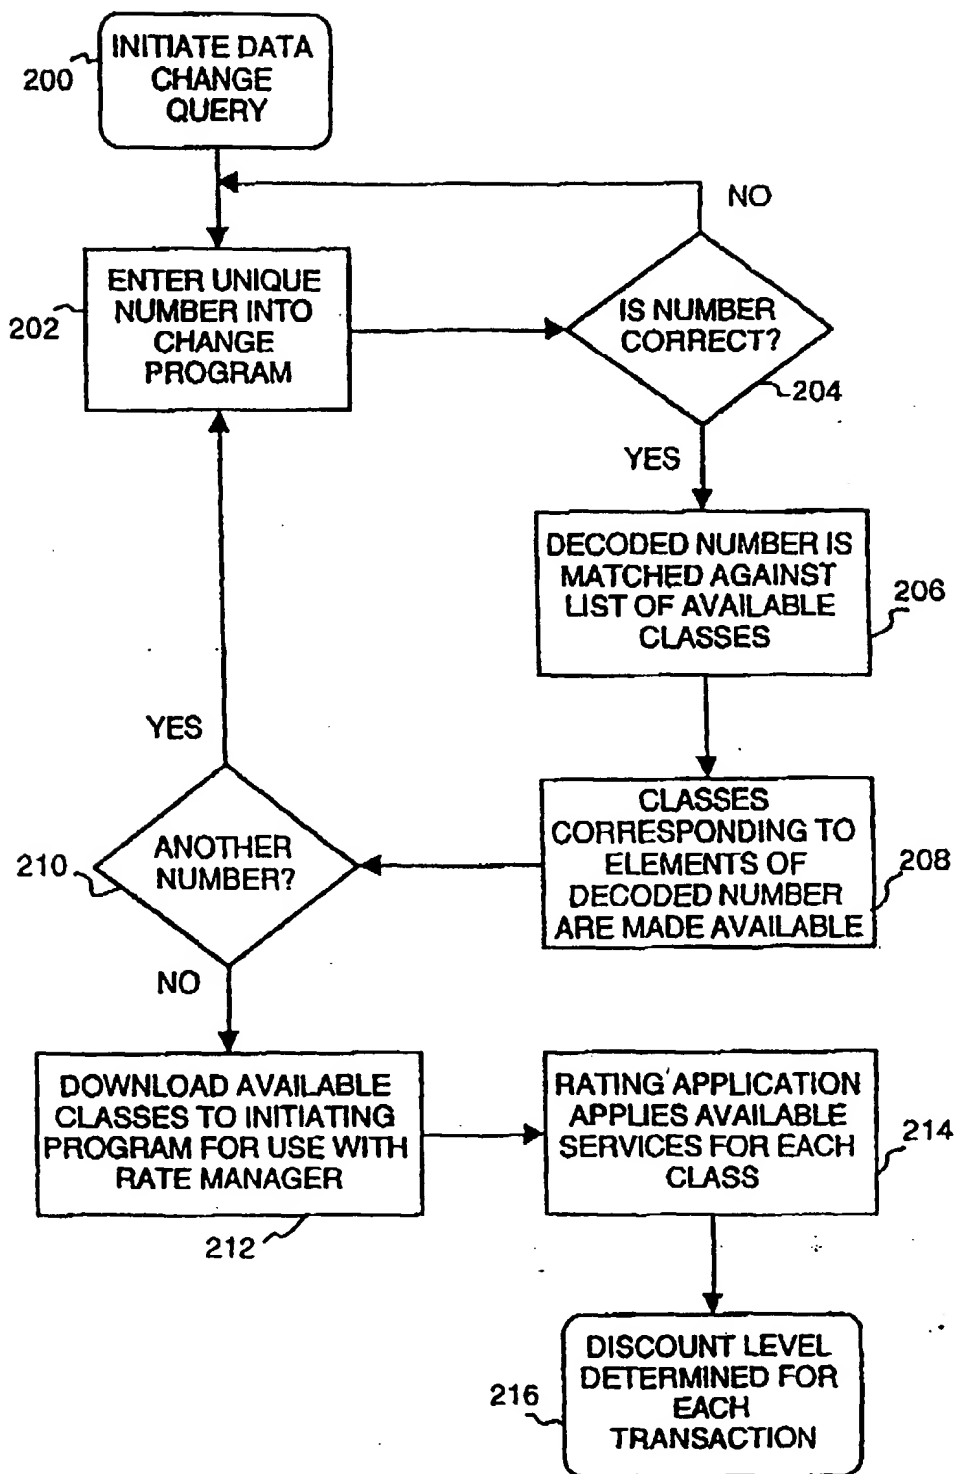 INITIATE DATA
CHANGE
QUERY
200
NO
ENTER UNIQUE
NUMBER INTO
CHANGE
PROGRAM
202
IS NUMBER
CORRECT?
204
YES
DECODED NUMBER IS
MATCHED AGAINST
LIST OF AVAILABLE
CLASSES
206
YES
CLASSES
CORRESPONDING TO
ELEMENTS OF
DECODED NUMBER
ARE MADE AVAILABLE
208
ANOTHER
NUMBER?
210
NO
DOWNLOAD AVAILABLE
CLASSES TO INITIATING
PROGRAM FOR USE WITH
RATE MANAGER
212
RATING APPLICATION
APPLIES AVAILABLE
SERVICES FOR EACH
CLASS
214
DISCOUNT LEVEL
DETERMINED FOR
EACH
TRANSACTION
216